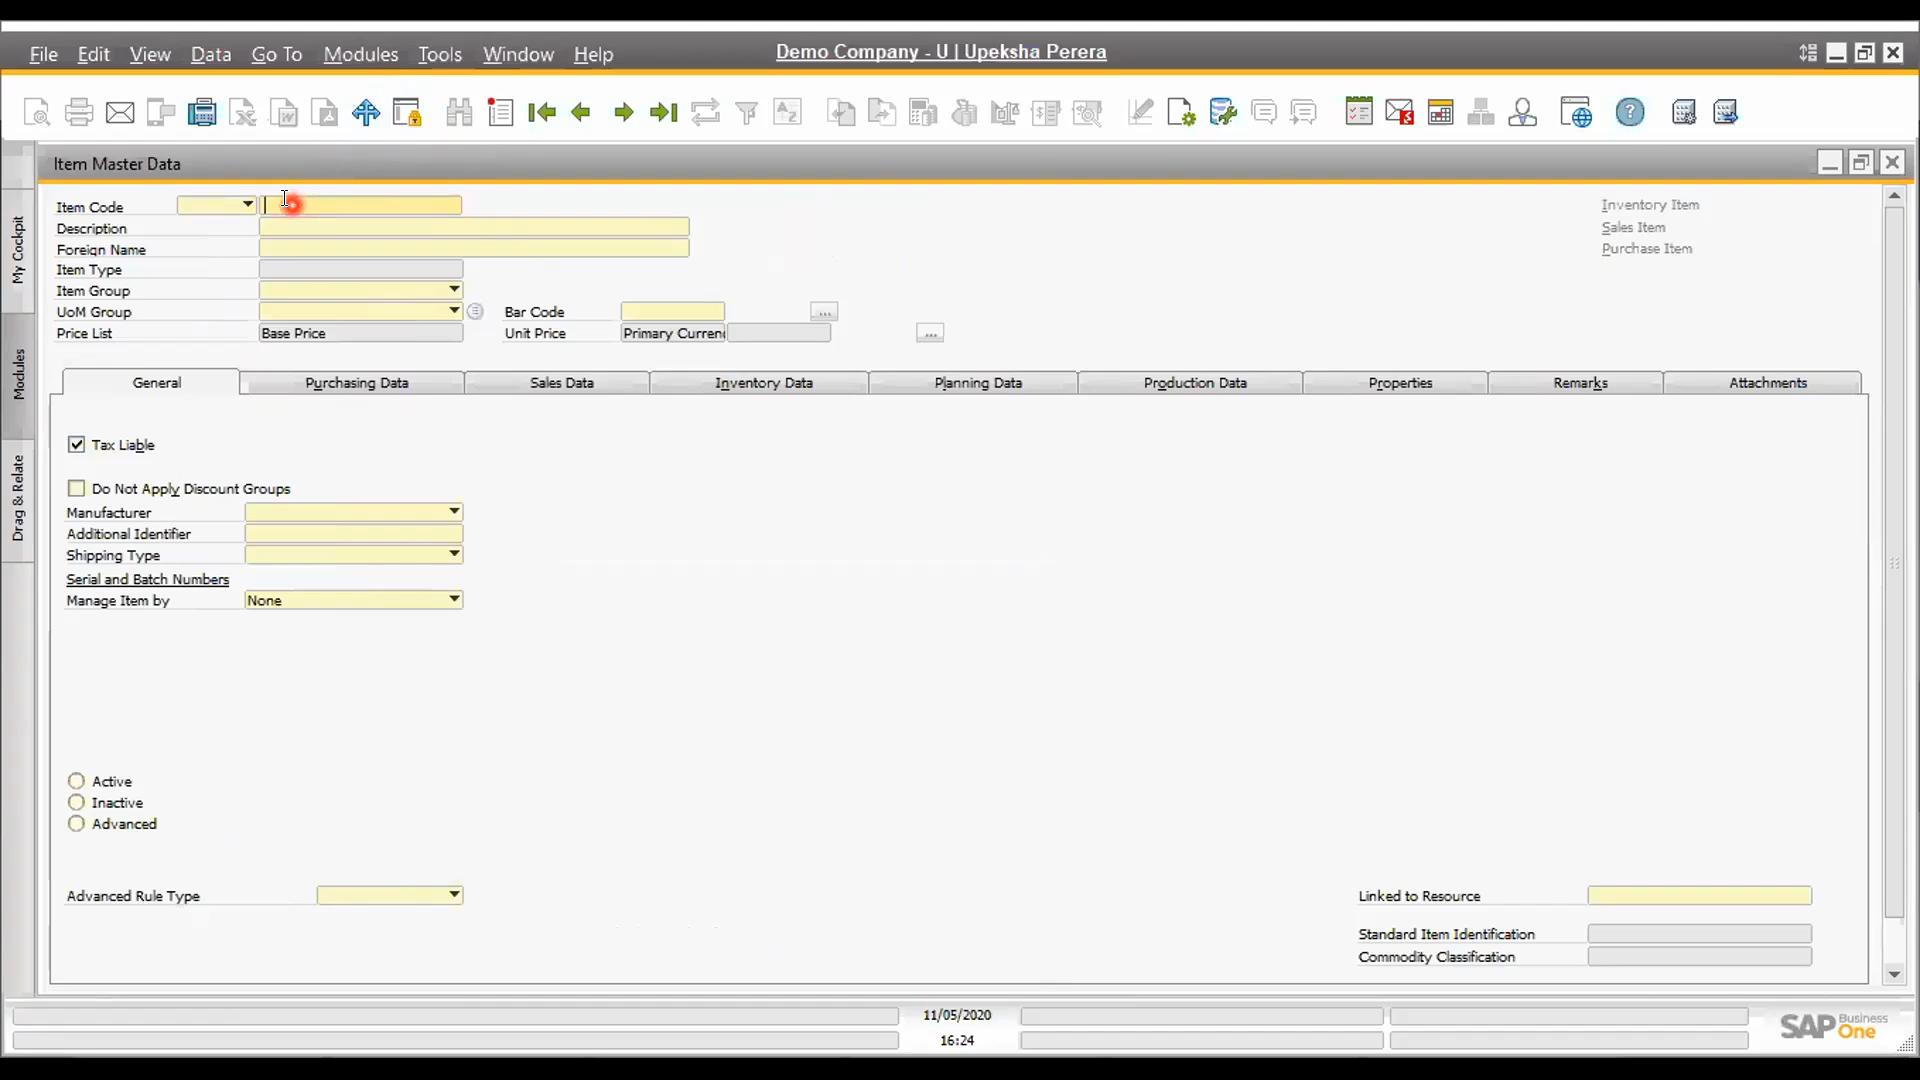 File Edit View Data Go To Modules Tools Window Help
Demo Company - U | Upeksha Perera
Item Master Data
My Cockpit
Modules
Drag & Relate
Item Code
Description
Foreign Name
Item Type
Item Group
UoM Group
Bar Code
...
Price List Base Price
Unit Price Primary Curren
...
Inventory Item
Sales Item
Purchase Item
General Purchasing Data Sales Data Inventory Data Planning Data Production Data Properties Remarks Attachments
Tax Liable
Do Not Apply Discount Groups
Manufacturer
Additional Identifier
Shipping Type
Serial and Batch Numbers
Manage Item by None
Active
Inactive
Advanced
Advanced Rule Type
Linked to Resource
Standard Item Identification
Commodity Classification
11/05/2020
16:24
SAP Business One